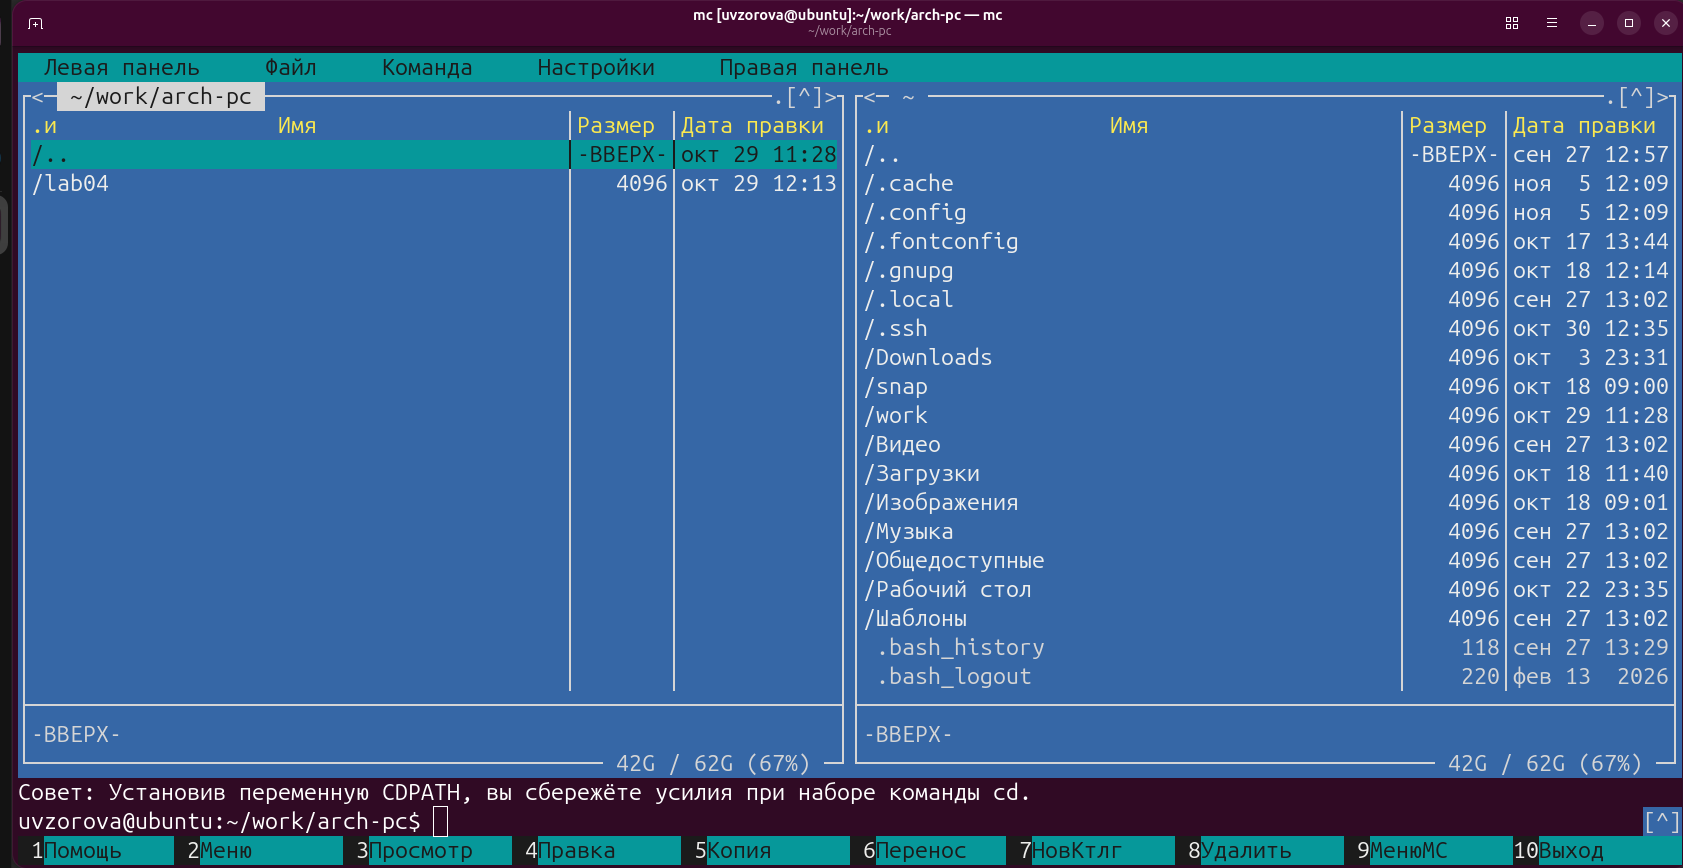 mc [uvzorova@ubuntu]:~/work/arch-pc — mc
~/work/arch-pc
Левая панель Файл Команда Настройки Правая панель
<— ~/work/arch-pc .[^]> <— ~ .[^]>
.и Имя Размер Дата правки .и Имя Размер Дата правки
/.. -ВВЕРХ- окт 29 11:28 /.. -ВВЕРХ- сен 27 12:57
/lab04 4096 окт 29 12:13 /.cache 4096 ноя 5 12:09
/.config 4096 ноя 5 12:09
/.fontconfig 4096 окт 17 13:44
/.gnupg 4096 окт 18 12:14
/.local 4096 сен 27 13:02
/.ssh 4096 окт 30 12:35
/Downloads 4096 окт 3 23:31
/snap 4096 окт 18 09:00
/work 4096 окт 29 11:28
/Видео 4096 сен 27 13:02
/Загрузки 4096 окт 18 11:40
/Изображения 4096 окт 18 09:01
/Музыка 4096 сен 27 13:02
/Общедоступные 4096 сен 27 13:02
/Рабочий стол 4096 окт 22 23:35
/Шаблоны 4096 сен 27 13:02
.bash_history 118 сен 27 13:29
.bash_logout 220 фев 13 2026
-ВВЕРХ- -ВВЕРХ-
42G / 62G (67%) 42G / 62G (67%)
Совет: Установив переменную CDPATH, вы сбережёте усилия при наборе команды cd.
uvzorova@ubuntu:~/work/arch-pc$ [^]
1Помощь 2Меню 3Просмотр 4Правка 5Копия 6Перенос 7НовКтлг 8Удалить 9МенюMC 10Выход